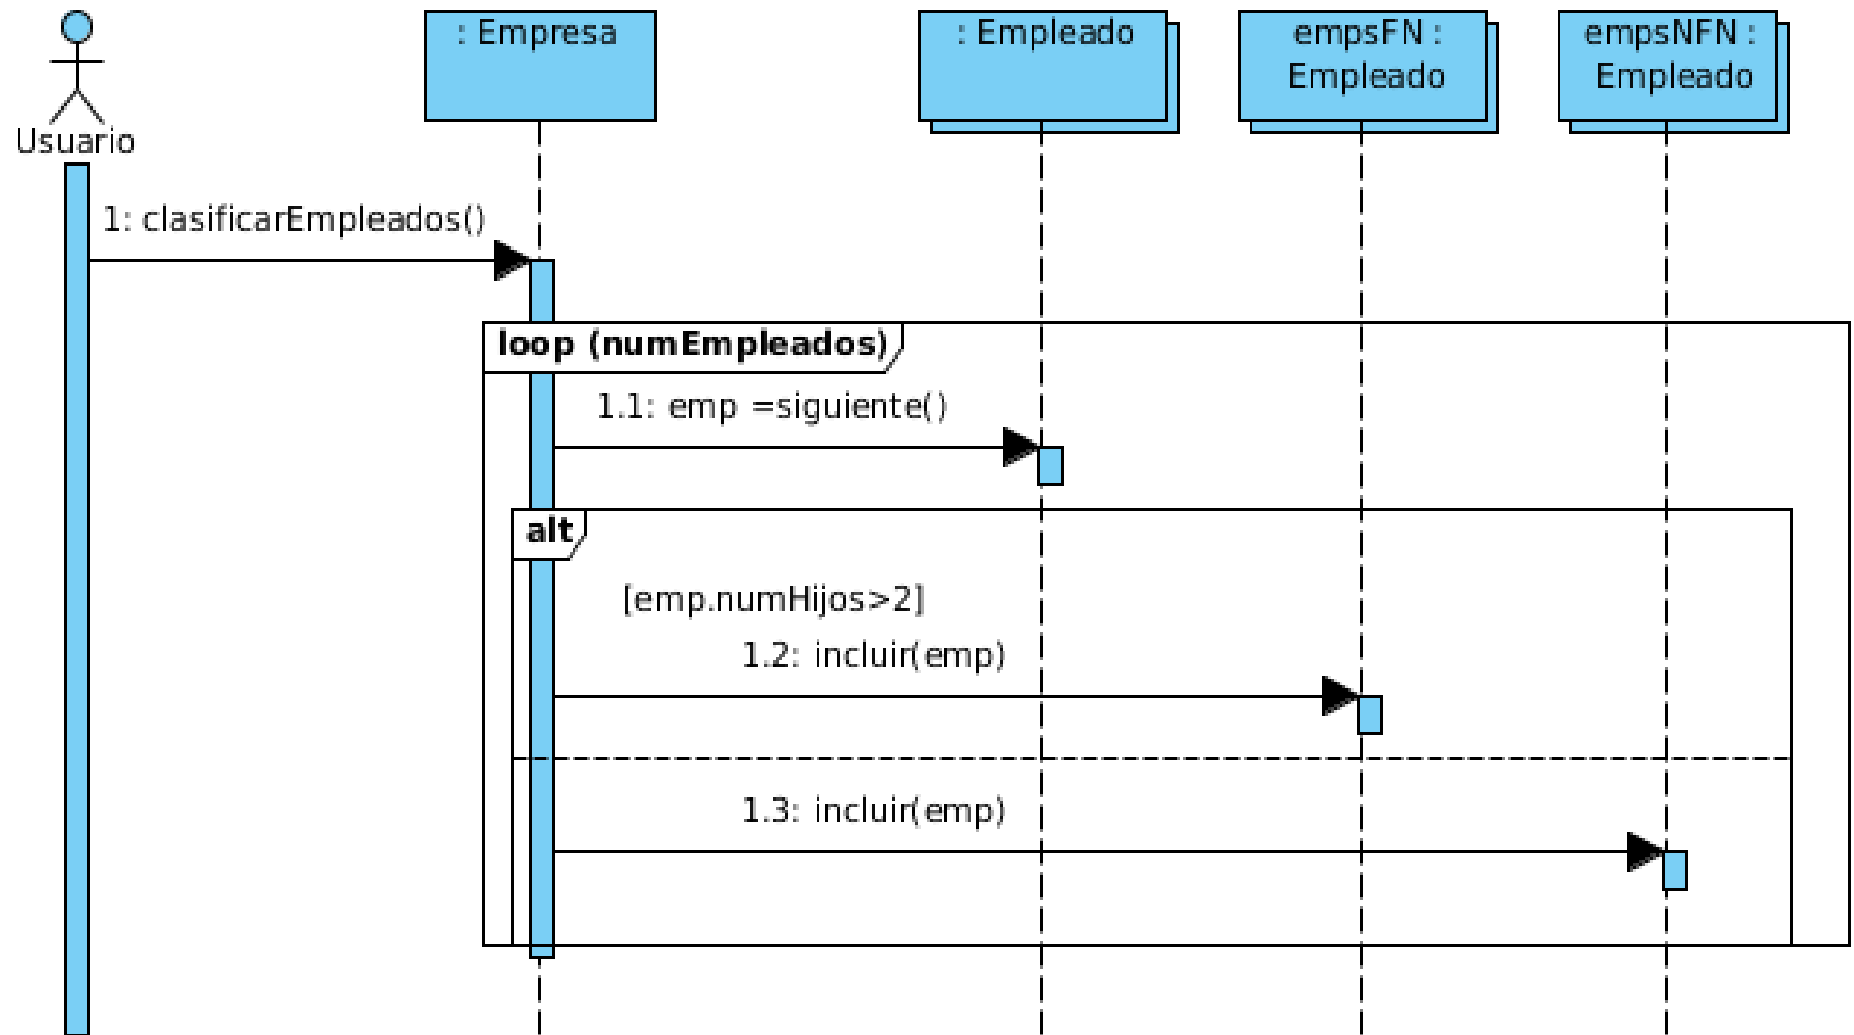 : Empresa
: Empleado
empsFN :
Empleado
empsNFN :
Empleado
Usuario
1: clasificarEmpleados()
loop (numEmpleados)
1.1: emp =siguiente()
alt
[emp.numHijos>2]
1.2: incluir(emp)
1.3: incluir(emp)